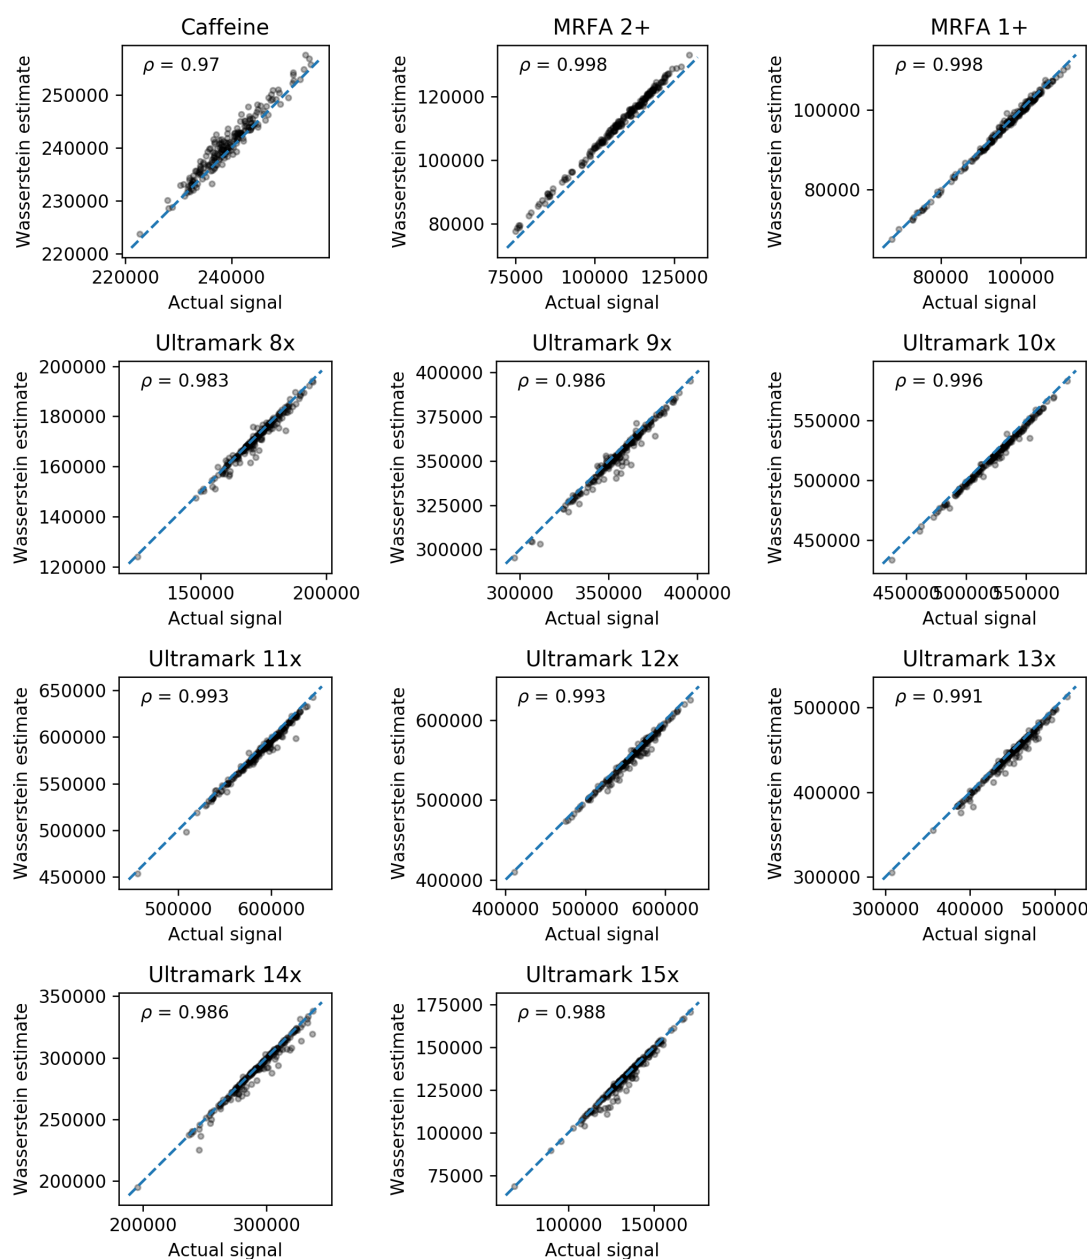 Caffeine
ρ = 0.97
Wasserstein estimate
250000
240000
230000
220000
220000 240000
Actual signal
MRFA 2+
ρ = 0.998
Wasserstein estimate
120000
100000
80000
75000 100000 125000
Actual signal
MRFA 1+
ρ = 0.998
Wasserstein estimate
100000
80000
80000 100000
Actual signal
Ultramark 8x
ρ = 0.983
Wasserstein estimate
200000
180000
160000
140000
120000
150000 200000
Actual signal
Ultramark 9x
ρ = 0.986
Wasserstein estimate
400000
375000
350000
325000
300000
300000 350000 400000
Actual signal
Ultramark 10x
ρ = 0.996
Wasserstein estimate
550000
500000
450000
450000 500000 550000
Actual signal
Ultramark 11x
ρ = 0.993
Wasserstein estimate
650000
600000
550000
500000
450000
500000 600000
Actual signal
Ultramark 12x
ρ = 0.993
Wasserstein estimate
600000
500000
400000
400000 500000 600000
Actual signal
Ultramark 13x
ρ = 0.991
Wasserstein estimate
500000
400000
300000
300000 400000 500000
Actual signal
Ultramark 14x
ρ = 0.986
Wasserstein estimate
350000
300000
250000
200000
200000 300000
Actual signal
Ultramark 15x
ρ = 0.988
Wasserstein estimate
175000
150000
125000
100000
75000
100000 150000
Actual signal